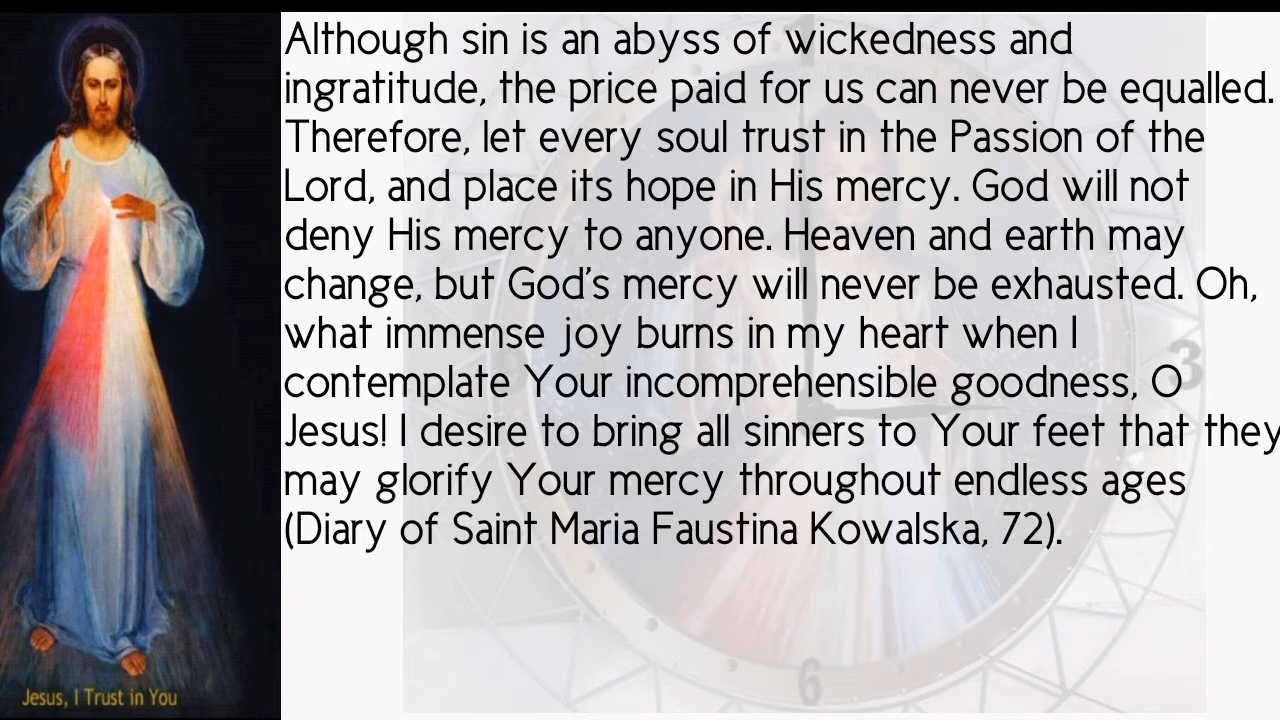 Although sin is an abyss of wickedness and
ingratitude, the price paid for us can never be equalled.
Therefore, let every soul trust in the Passion of the
Lord, and place its hope in His mercy. God will not
deny His mercy to anyone. Heaven and earth may
change, but God’s mercy will never be exhausted. Oh,
what immense joy burns in my heart when I
contemplate Your incomprehensible goodness, O
Jesus! I desire to bring all sinners to Your feet that they
may glorify Your mercy throughout endless ages
(Diary of Saint Maria Faustina Kowalska, 72).
3
6
Jesus, I Trust in You